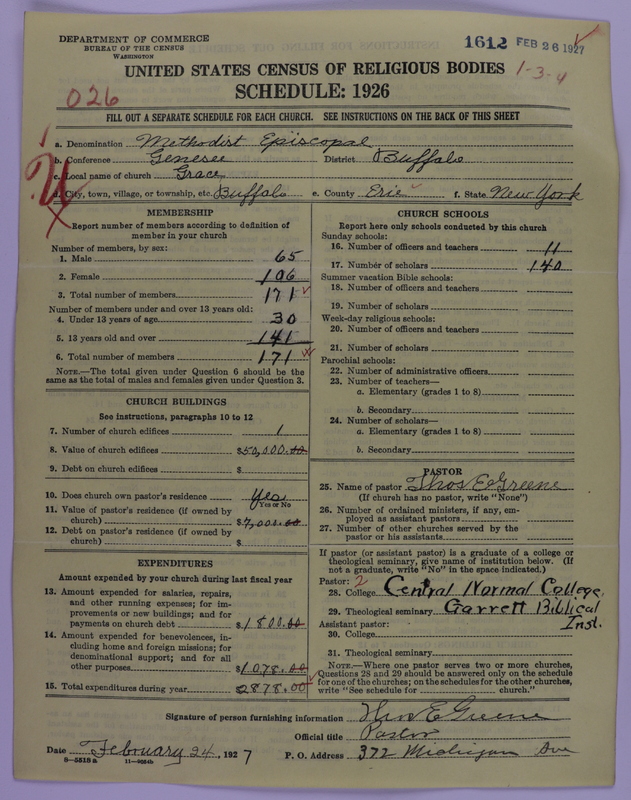 DEPARTMENT OF COMMERCE
BUREAU OF THE CENSUS
WASHINGTON
1612 FEB 26 1927
UNITED STATES CENSUS OF RELIGIOUS BODIES
1-3-4
026
SCHEDULE: 1926
FILL OUT A SEPARATE SCHEDULE FOR EACH CHURCH. SEE INSTRUCTIONS ON THE BACK OF THIS SHEET
a. Denomination Methodist Episcopal
b. Conference Genesee District Buffalo
c. Local name of church Grace
d. City, town, village, or township, etc. Buffalo e. County Erie f. State New York
MEMBERSHIP
Report number of members according to definition of
member in your church
Number of members, by sex:
1. Male 65
2. Female 106
3. Total number of members 171
Number of members under and over 13 years old:
4. Under 13 years of age 30
5. 13 years old and over 141
6. Total number of members 171
NOTE.—The total given under Question 6 should be
same as the total of males and females given under Question 3.
CHURCH BUILDINGS
See instructions, paragraphs 10 to 12
7. Number of church edifices 1
8. Value of church edifices $50,000.00
9. Debt on church edifices $
10. Does church own pastor's residence Yes
Yes or No
11. Value of pastor's residence (if owned by
church) $7,000.00
12. Debt on pastor's residence (if owned by
church) $
EXPENDITURES
Amount expended by your church during last fiscal year
13. Amount expended for salaries, repairs,
and other running expenses; for im-
provements or new buildings; and for
payments on church debt $1800.00
14. Amount expended for benevolences, in-
cluding home and foreign missions; for
denominational support; and for all
other purposes $1,078.00
15. Total expenditures during year $2878.00
CHURCH SCHOOLS
Report here only schools conducted by this church
Sunday schools:
16. Number of officers and teachers 11
17. Number of scholars 140
Summer vacation Bible schools:
18. Number of officers and teachers
19. Number of scholars
Week-day religious schools:
20. Number of officers and teachers
21. Number of scholars
Parochial schools:
22. Number of administrative officers
23. Number of teachers—
a. Elementary (grades 1 to 8)
b. Secondary
24. Number of scholars—
a. Elementary (grades 1 to 8)
b. Secondary
PASTOR
25. Name of pastor Thos E Greene
(If church has no pastor, write "None")
26. Number of ordained ministers, if any, em-
ployed as assistant pastors
27. Number of other churches served by the
pastor or his assistants
If pastor (or assistant pastor) is a graduate of a college or
theological seminary, give name of institution below. (If
not a graduate, write "No" in the space indicated.)
Pastor: 2
28. College Central Normal College
29. Theological seminary Garrett Biblical
Inst.
Assistant pastor:
30. College
31. Theological seminary
NOTE.—Where one pastor serves two or more churches,
Questions 28 and 29 should be answered only on the schedule
for one of the churches; on the schedules for the other churches,
write "See schedule for church."
Signature of person furnishing information Thos E Greene
Official title Pastor
Date February 24, 1927 P. O. Address 372 Michigan Ave
8-5518 a 11-9034b